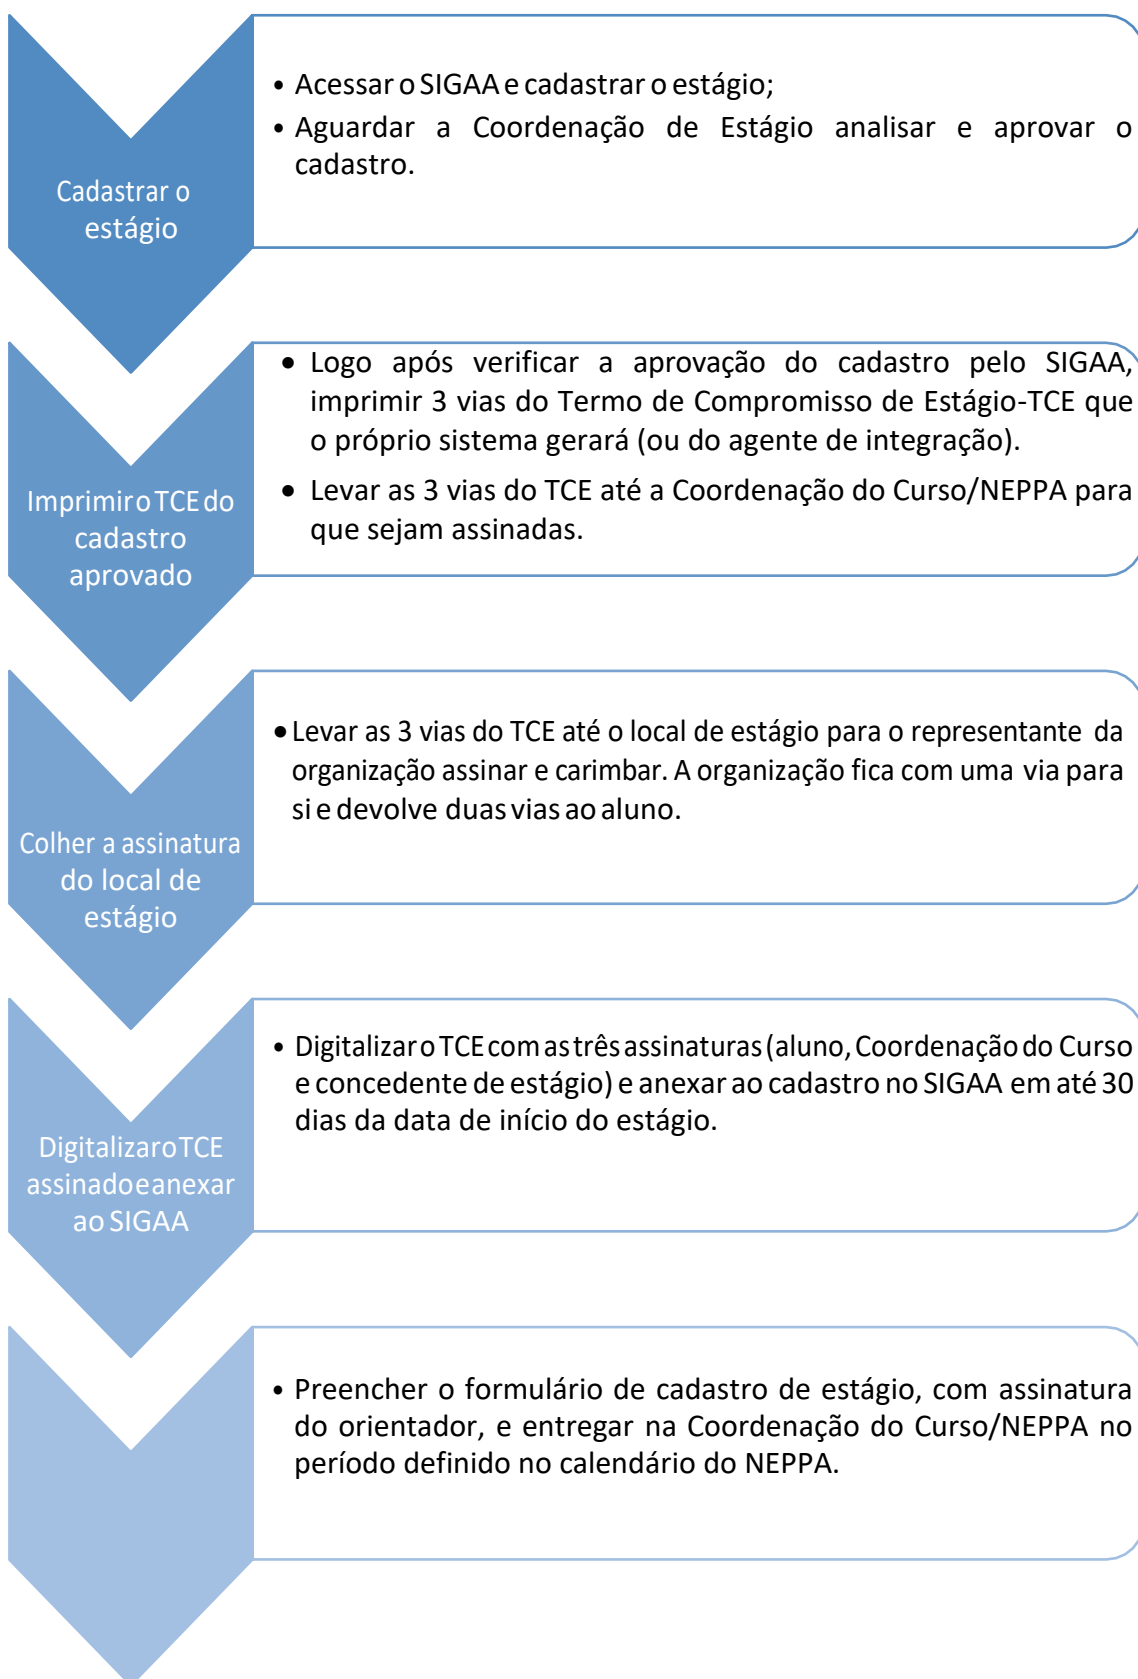 Cadastrar o
estágio
• Acessar o SIGAA e cadastrar o estágio;
• Aguardar a Coordenação de Estágio analisar e aprovar o
cadastro.
Imprimir o TCE do
cadastro
aprovado
• Logo após verificar a aprovação do cadastro pelo SIGAA,
imprimir 3 vias do Termo de Compromisso de Estágio-TCE que
o próprio sistema gerará (ou do agente de integração).
• Levar as 3 vias do TCE até a Coordenação do Curso/NEPPA para
que sejam assinadas.
Colher a assinatura
do local de
estágio
• Levar as 3 vias do TCE até o local de estágio para o representante da
organização assinar e carimbar. A organização fica com uma via para
si e devolve duas vias ao aluno.
Digitalizar o TCE
assinado e anexar
ao SIGAA
• Digitalizar o TCE com as três assinaturas (aluno, Coordenação do Curso
e concedente de estágio) e anexar ao cadastro no SIGAA em até 30
dias da data de início do estágio.
• Preencher o formulário de cadastro de estágio, com assinatura
do orientador, e entregar na Coordenação do Curso/NEPPA no
período definido no calendário do NEPPA.